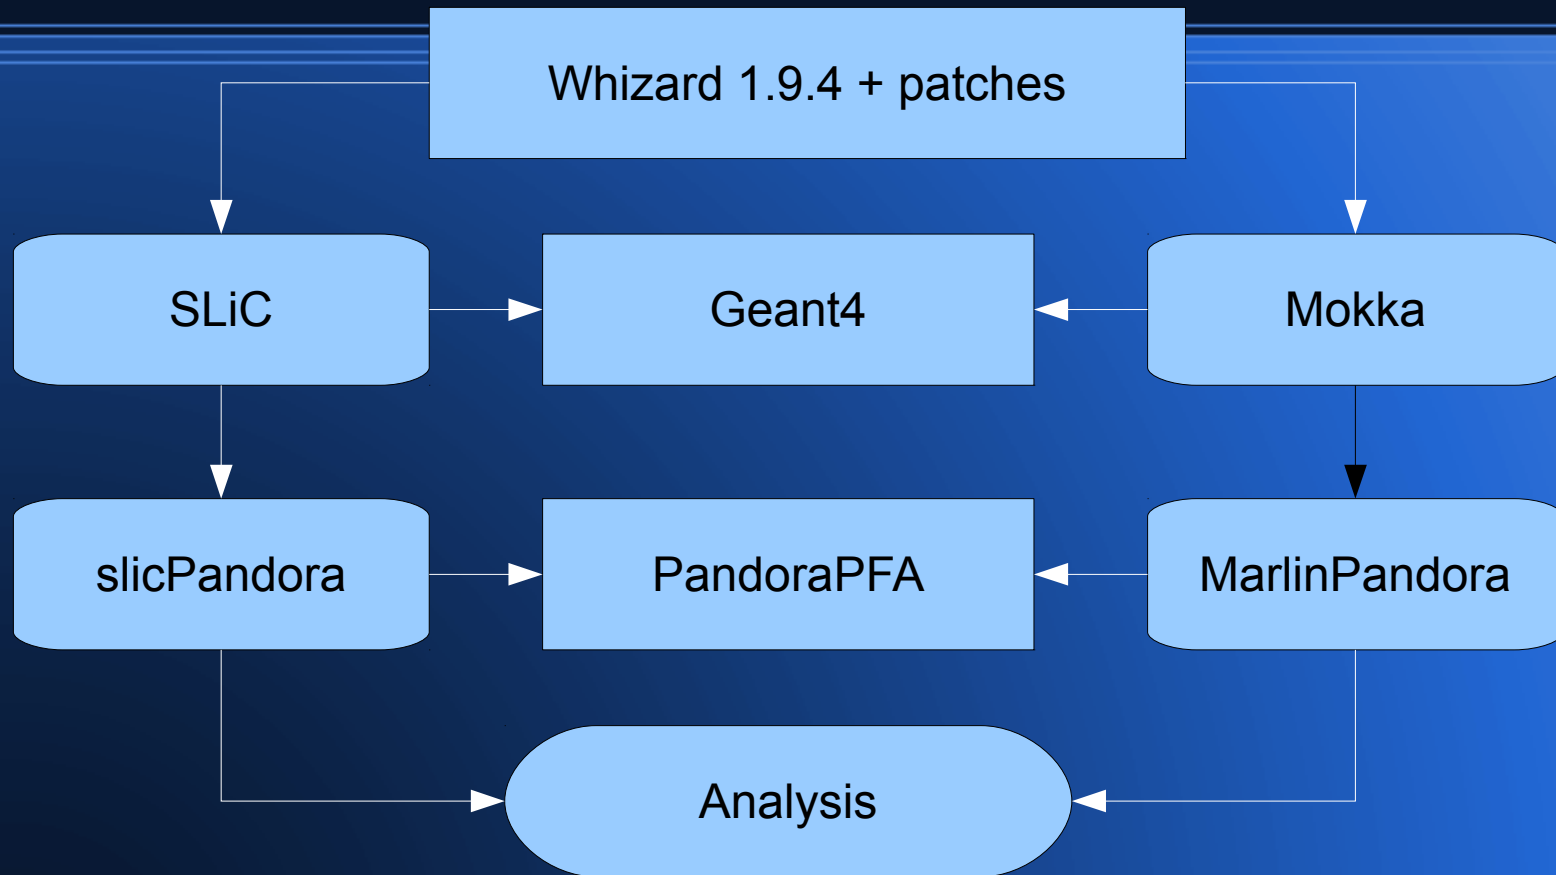 Whizard 1.9.4 + patches
SLiC
Geant4
Mokka
slicPandora
PandoraPFA
MarlinPandora
Analysis